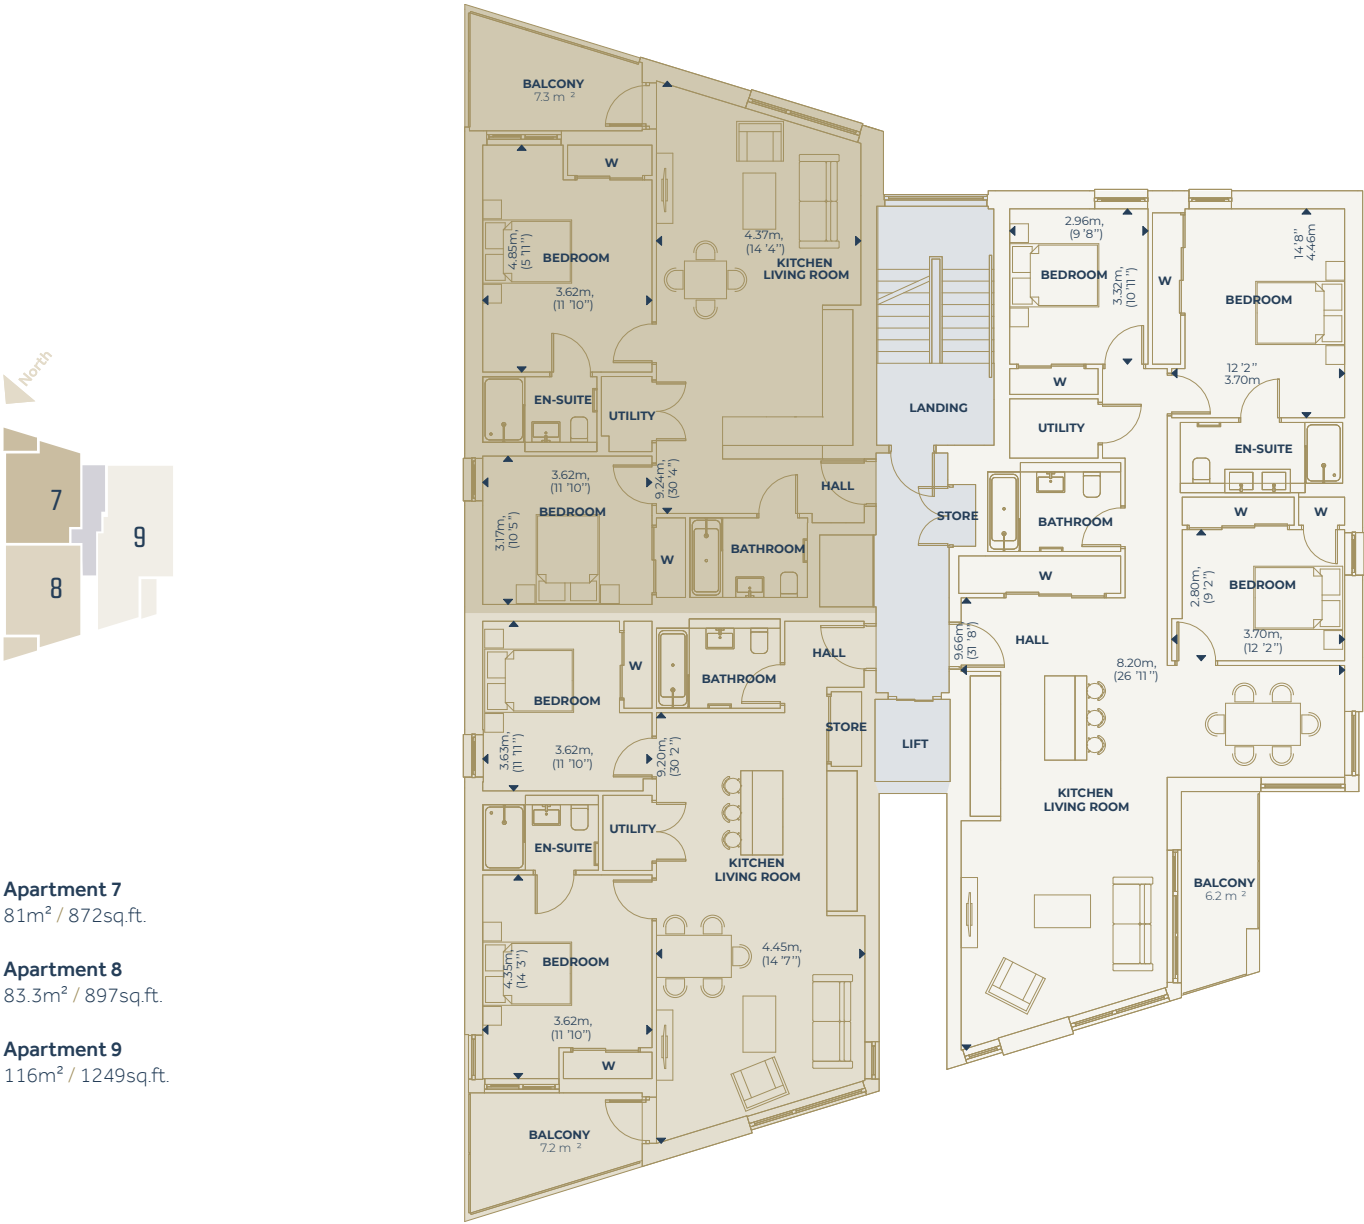 North
7
8
9
Apartment 7
81m² / 872sq.ft.
Apartment 8
83.3m² / 897sq.ft.
Apartment 9
116m² / 1249sq.ft.
BALCONY
7.3 m ²
W
4.85m,
(5 '11")
BEDROOM
3.62m,
(11 '10")
4.37m,
(14 '4")
KITCHEN
LIVING ROOM
EN-SUITE
UTILITY
3.62m,
(11 '10")
BEDROOM
3.17m,
(10 '5")
9.24m,
(30 '4")
W
BATHROOM
HALL
LANDING
STORE
LIFT
2.96m,
(9 '8")
BEDROOM
3.32m,
(10 '11")
W
W
UTILITY
14 '8"
4.46m
BEDROOM
12 '2"
3.70m
EN-SUITE
BATHROOM
W
W
W
2.80m,
(9 '2")
BEDROOM
3.70m,
(12 '2")
HALL
9.66m,
(31 '8")
8.20m,
(26 '11")
KITCHEN
LIVING ROOM
BALCONY
6.2 m ²
BEDROOM
W
3.63m,
(11 '11")
3.62m,
(11 '10")
BATHROOM
HALL
9.20m,
(30 '2")
STORE
UTILITY
EN-SUITE
KITCHEN
LIVING ROOM
4.35m,
(14 '3")
BEDROOM
3.62m,
(11 '10")
W
4.45m,
(14 '7")
BALCONY
7.2 m ²